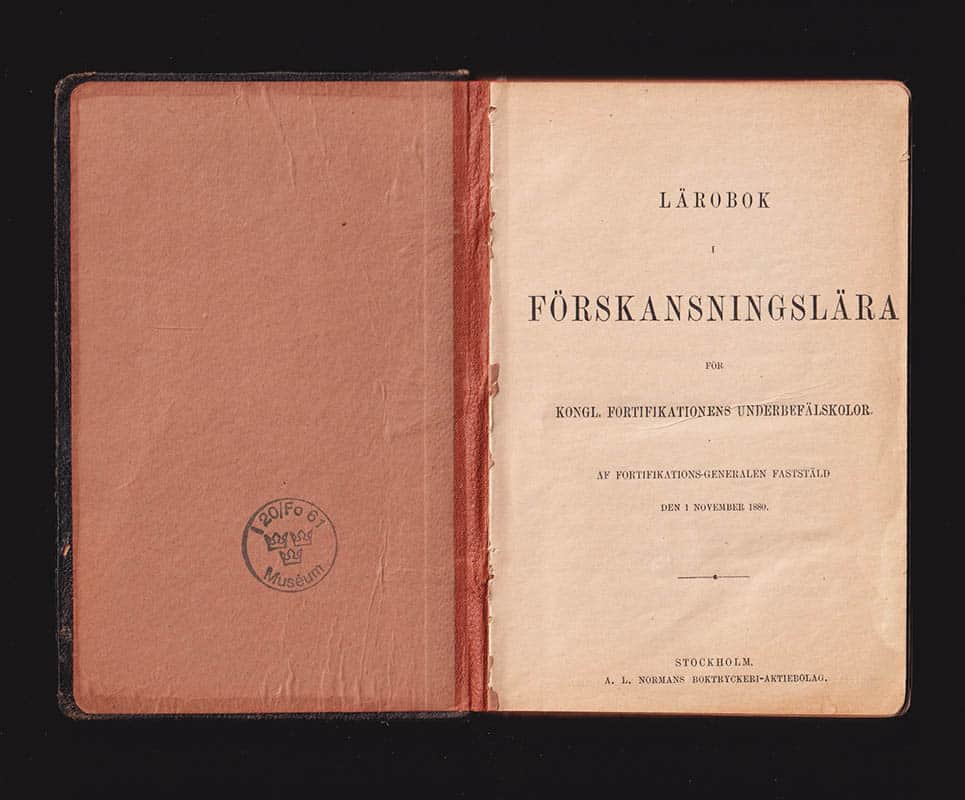 I 20/Fo 61
Muséum
LÄROBOK
I
FÖRSKANSNINGSLÄRA
FÖR
KONGL. FORTIFIKATIONENS UNDERBEFÄLSKOLOR.
AF FORTIFIKATIONS-GENERALEN FASTSTÄLD
DEN 1 NOVEMBER 1880.
STOCKHOLM,
A. L. NORMANS BOKTRYCKERI-AKTIEBOLAG.